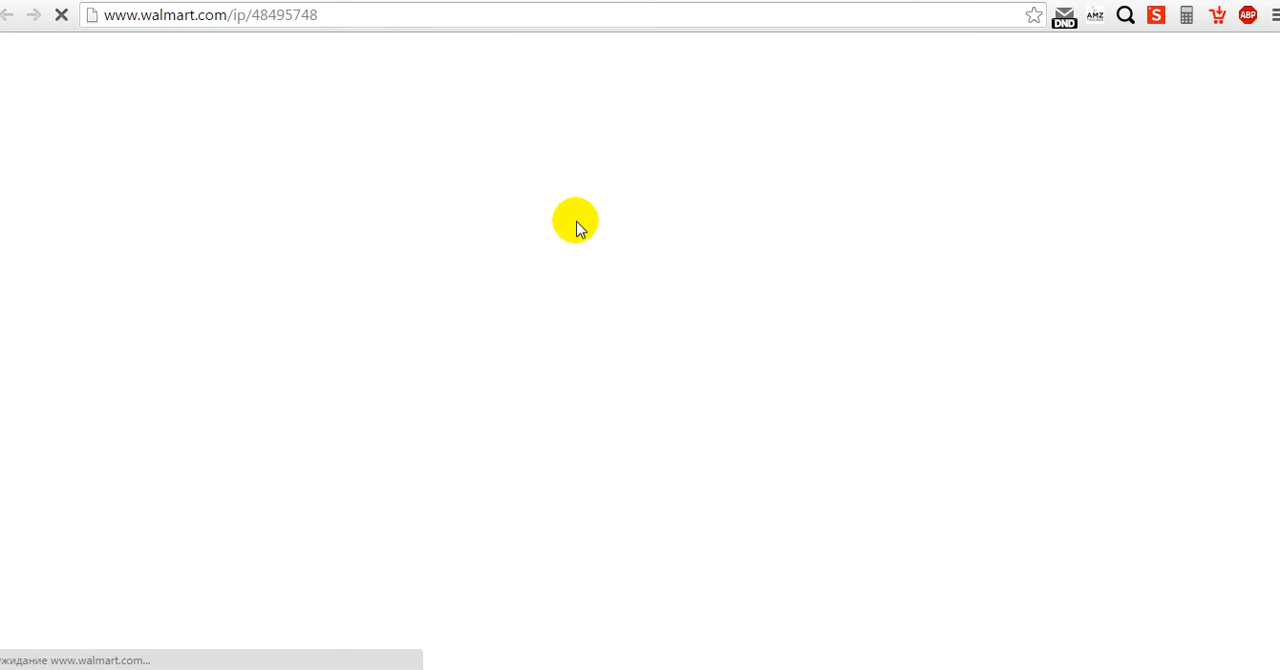 www.walmart.com/ip/48495748
DND
AMZ
S
ABP
жидание www.walmart.com...